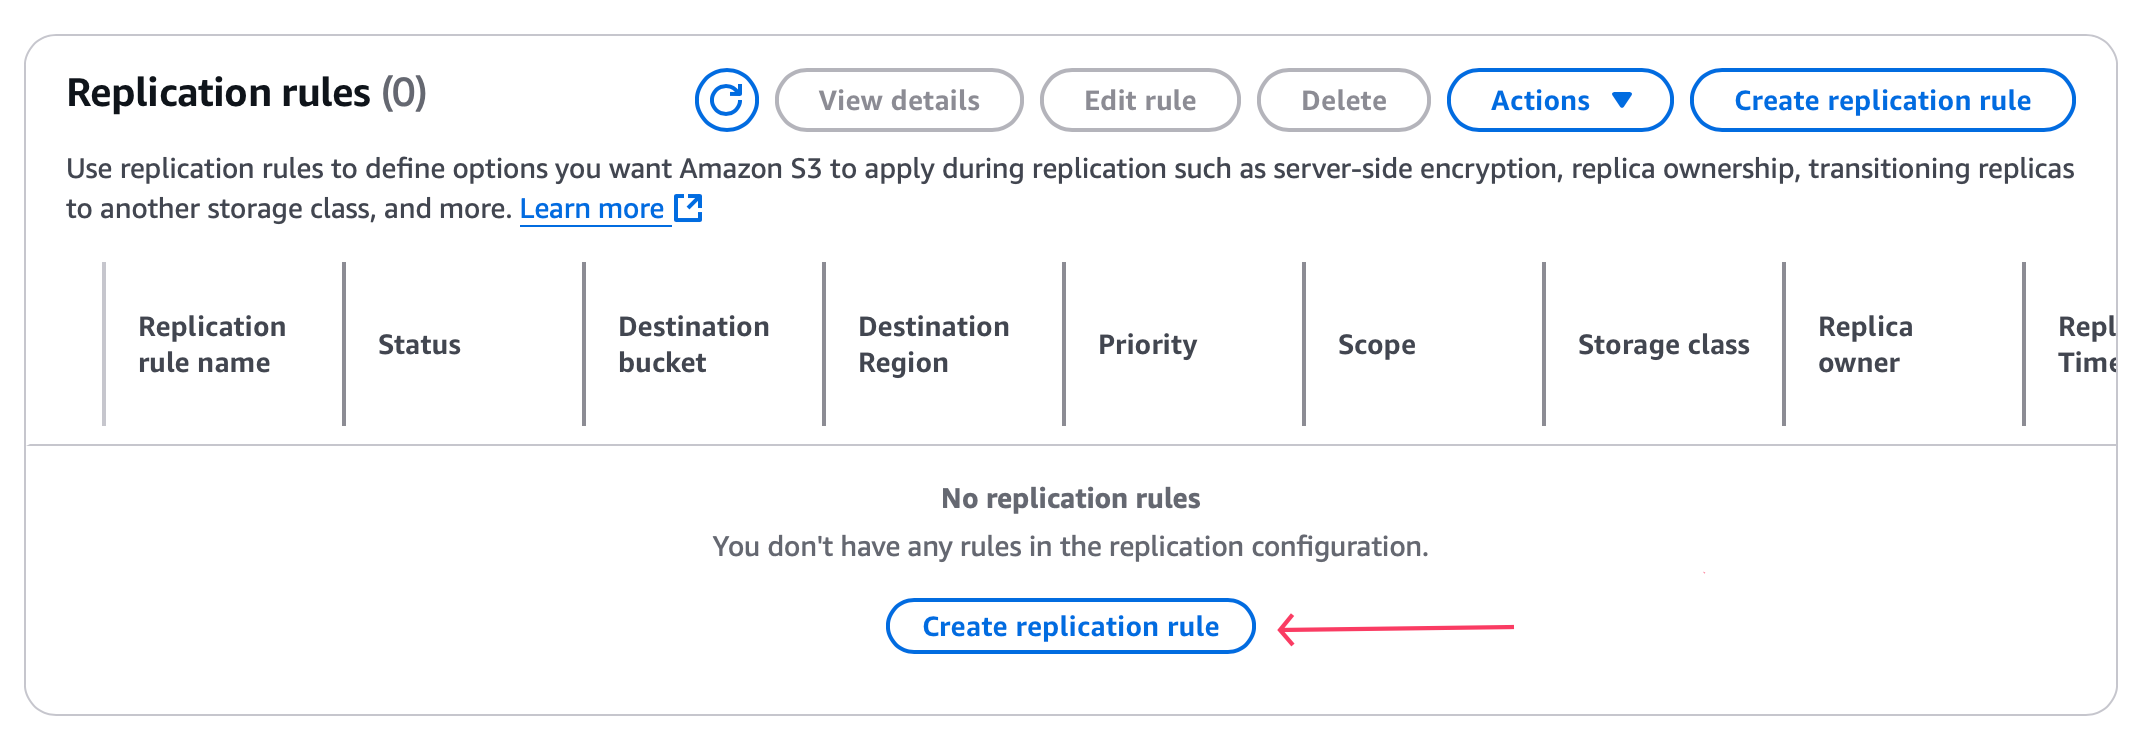 Replication rules (0)
View details
Edit rule
Delete
Actions
Create replication rule
Use replication rules to define options you want Amazon S3 to apply during replication such as server-side encryption, replica ownership, transitioning replicas
to another storage class, and more. Learn more
Replication
rule name
Status
Destination
bucket
Destination
Region
Priority
Scope
Storage class
Replica
owner
Repl
Time
No replication rules
You don't have any rules in the replication configuration.
Create replication rule